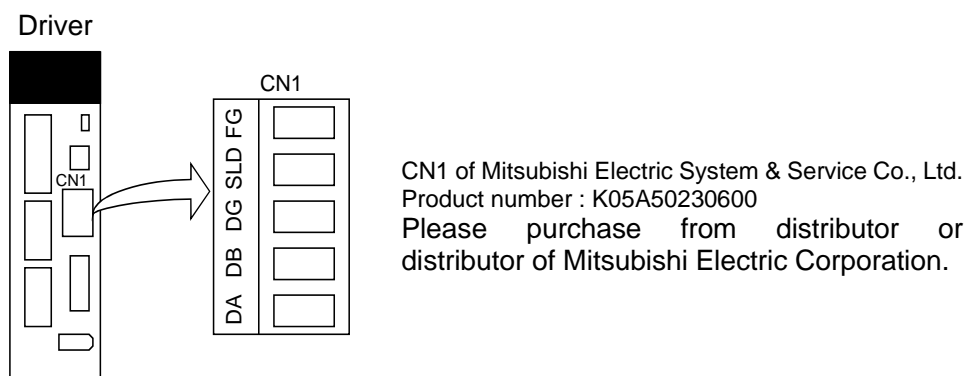 Driver
CN1
CN1
FG
SLD
DG
DB
DA
CN1 of Mitsubishi Electric System & Service Co., Ltd.
Product number : K05A50230600
Please purchase from distributor or
distributor of Mitsubishi Electric Corporation.